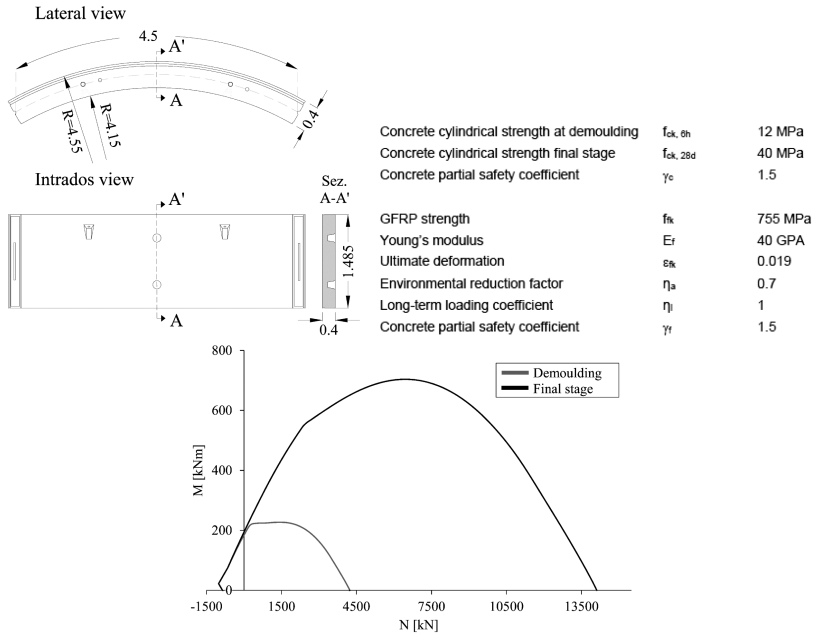 Lateral view
4.5
A'
A
R=4.55
R=4.15
0.4
Intrados view
A'
A
Sez.
A-A'
1.485
0.4
Concrete cylindrical strength at demoulding fck, 6h 12 MPa
Concrete cylindrical strength final stage fck, 28d 40 MPa
Concrete partial safety coefficient γc 1.5
GFRP strength ffk 755 MPa
Young's modulus Ef 40 GPA
Ultimate deformation εfk 0.019
Environmental reduction factor ηa 0.7
Long-term loading coefficient ηl 1
Concrete partial safety coefficient γf 1.5
800
600
400
200
0
M [kNm]
Demoulding
Final stage
-1500 1500 4500 7500 10500 13500
N [kN]